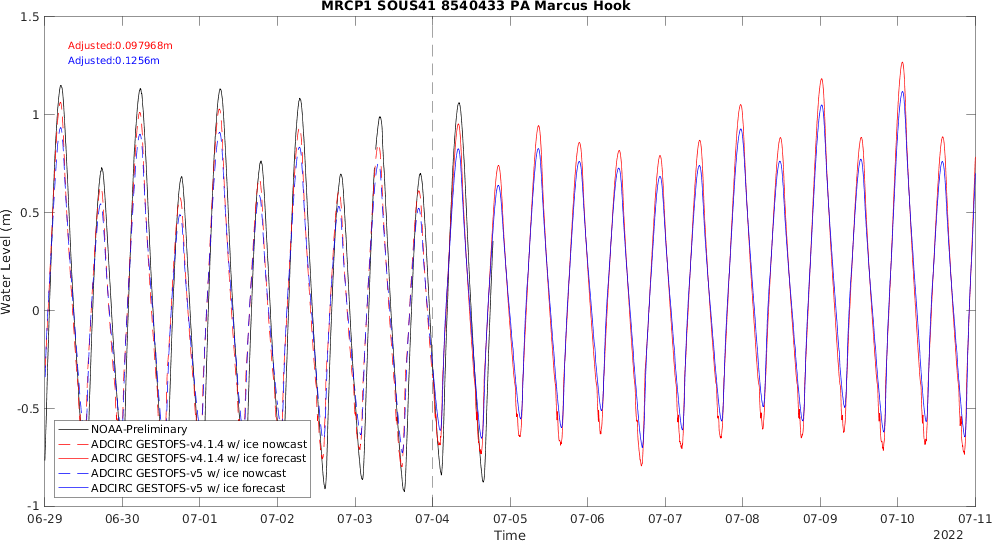 MRCP1 SOUS41 8540433 PA Marcus Hook
1.5
Adjusted:0.097968m
Adjusted:0.1256m
1
0.5
0
-0.5
-1
Water Level (m)
NOAA-Preliminary
ADCIRC GESTOFS-v4.1.4 w/ ice nowcast
ADCIRC GESTOFS-v4.1.4 w/ ice forecast
ADCIRC GESTOFS-v5 w/ ice nowcast
ADCIRC GESTOFS-v5 w/ ice forecast
06-29 06-30 07-01 07-02 07-03 07-04 07-05 07-06 07-07 07-08 07-09 07-10 07-11
Time
2022